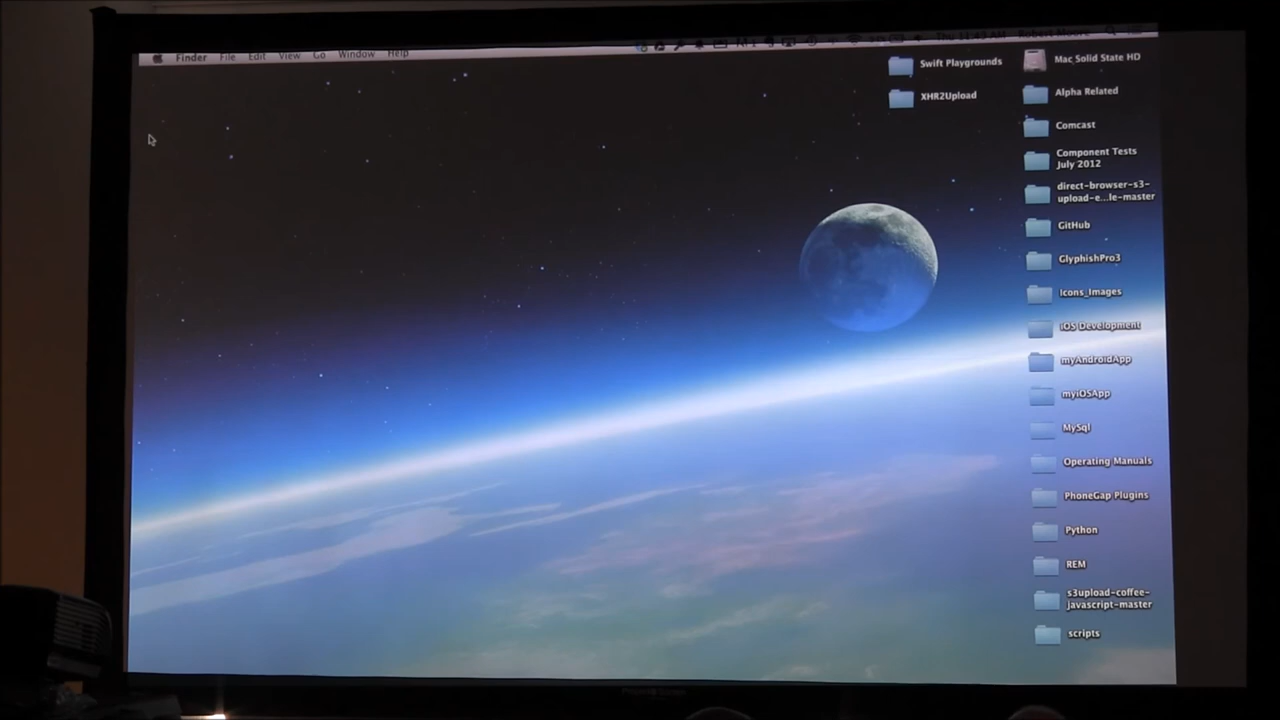 Finder File Edit View Go Window Help
Robert Moore
Swift Playgrounds
XHR2Upload
Mac Solid State HD
Alpha Related
Comcast
Component Tests
July 2012
direct-browser-s3-
upload-e...le-master
GitHub
GlyphishPro3
Icons_Images
iOS Development
myAndroidApp
myiOSApp
MySql
Operating Manuals
PhoneGap Plugins
Python
REM
s3upload-coffee-
javascript-master
scripts